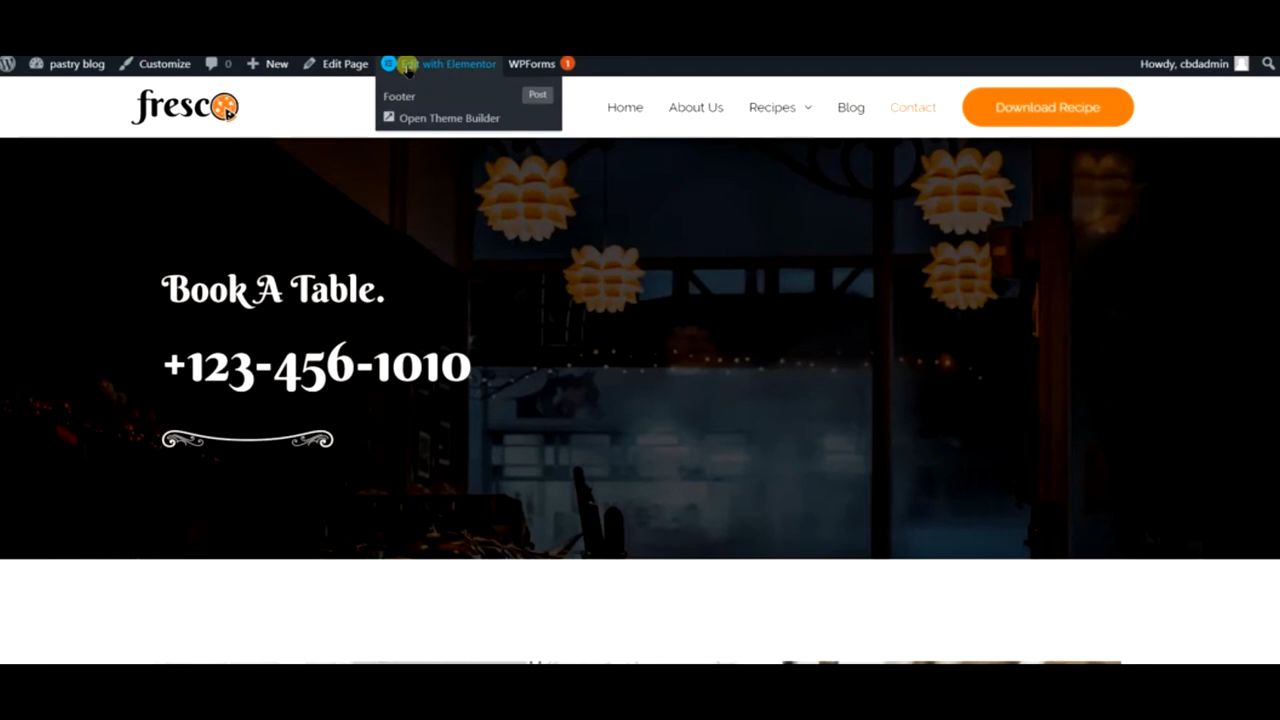 pastry blog Customize 0 New Edit Page Edit with Elementor WPForms 1 Howdy, cbdadmin
Footer Post
Open Theme Builder
fresco Home About Us Recipes Blog Contact Download Recipe
Book A Table.
+123-456-1010